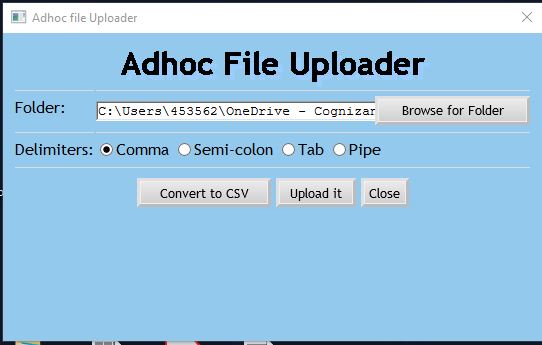 Adhoc file Uploader
Adhoc File Uploader
Folder: C:\Users\453562\OneDrive - Cognizan Browse for Folder
Delimiters: Comma Semi-colon Tab Pipe
Convert to CSV Upload it Close